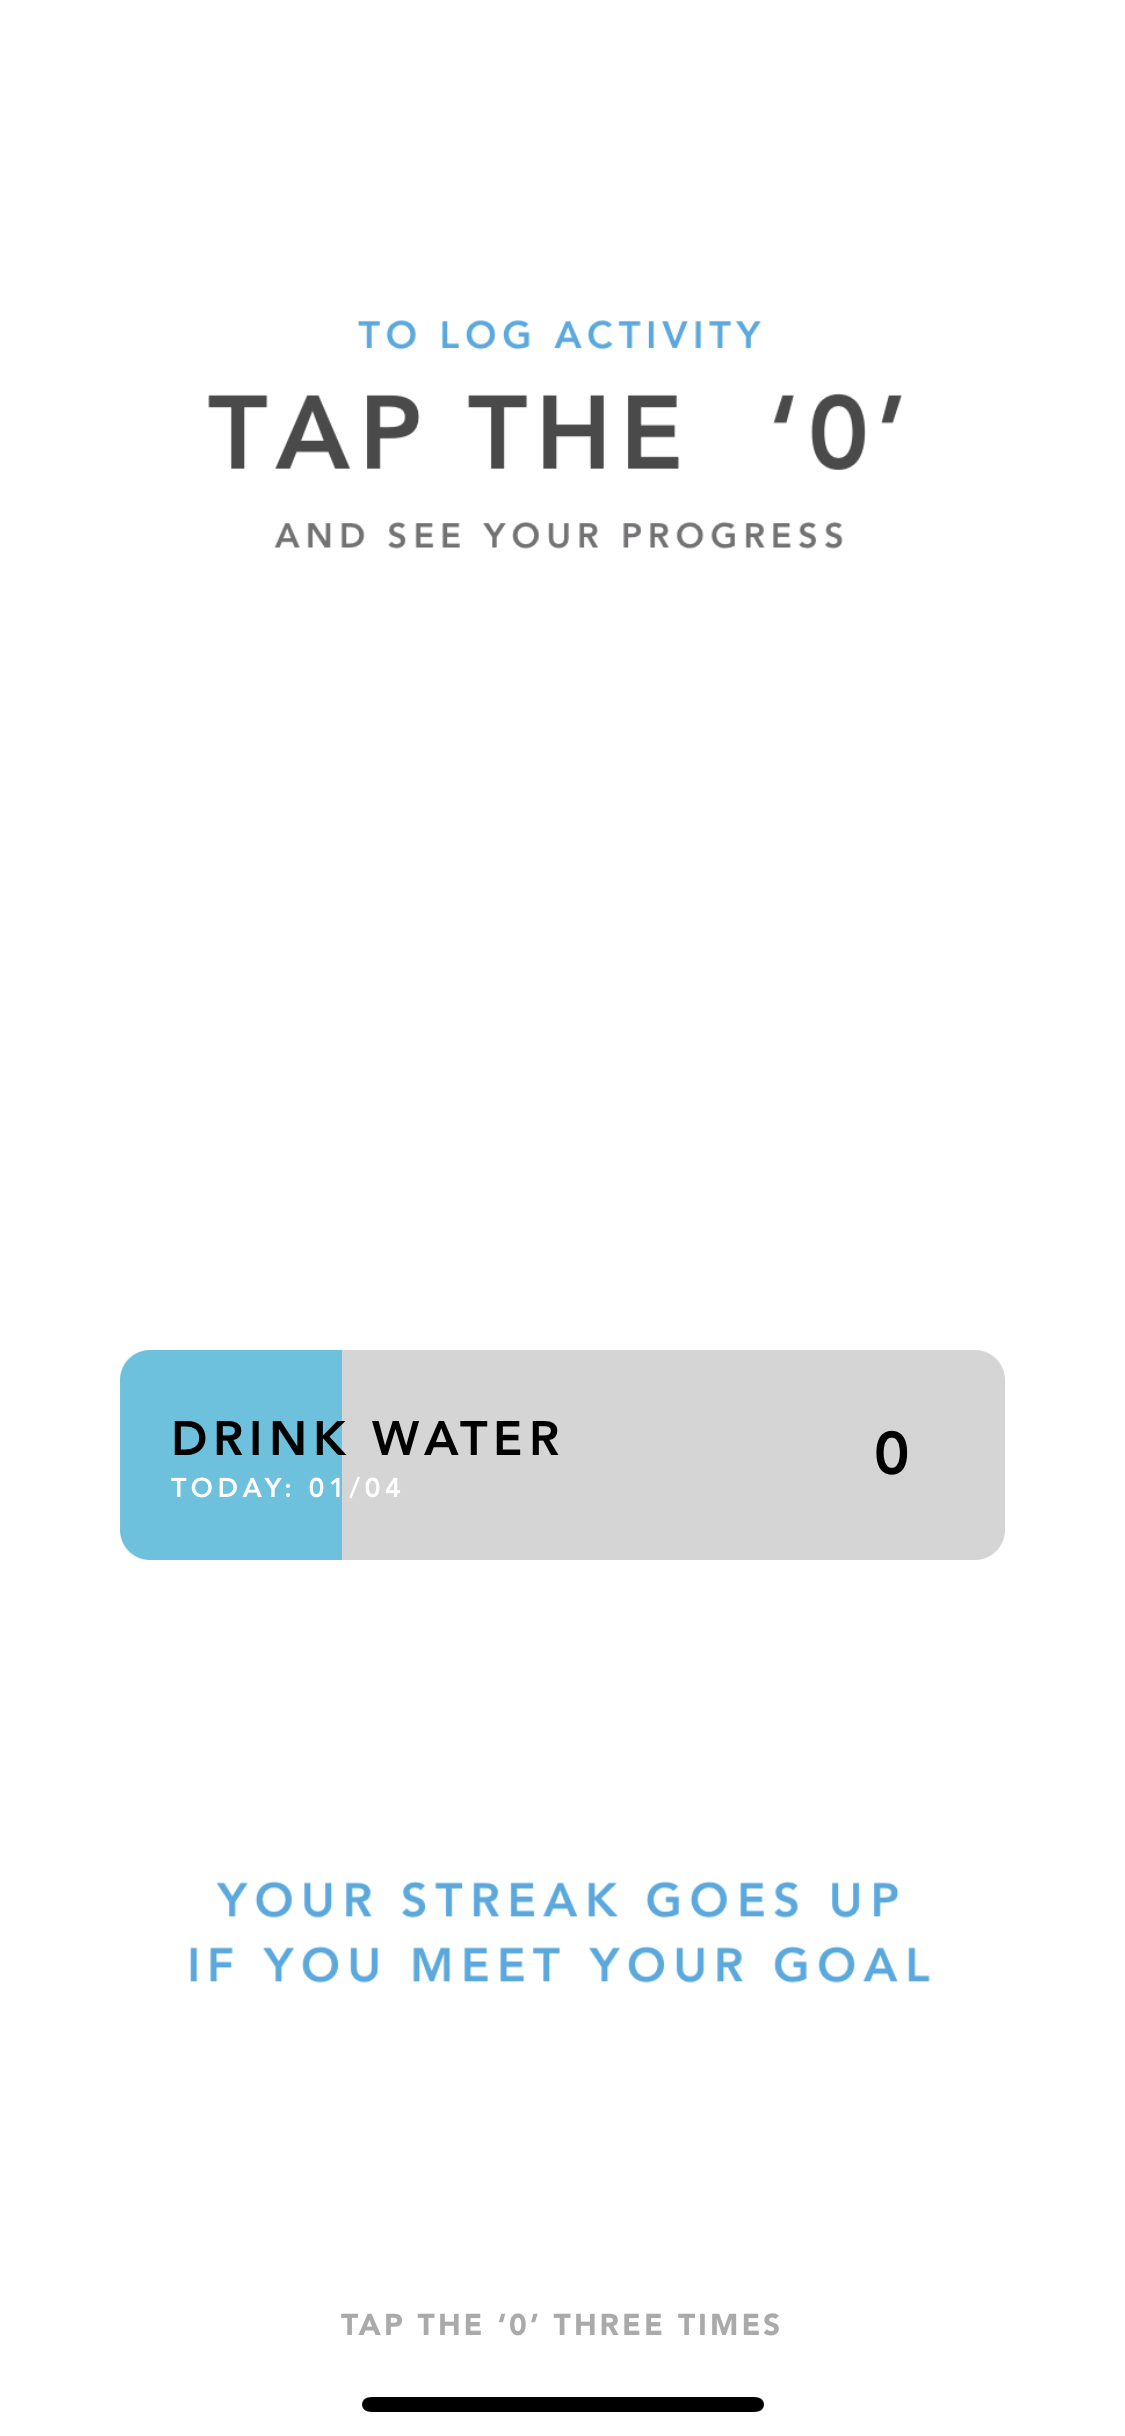 TO LOG ACTIVITY
TAP THE ‘0’
AND SEE YOUR PROGRESS
DRINK WATER
0
TODAY: 01/04
YOUR STREAK GOES UP
IF YOU MEET YOUR GOAL
TAP THE ‘0’ THREE TIMES